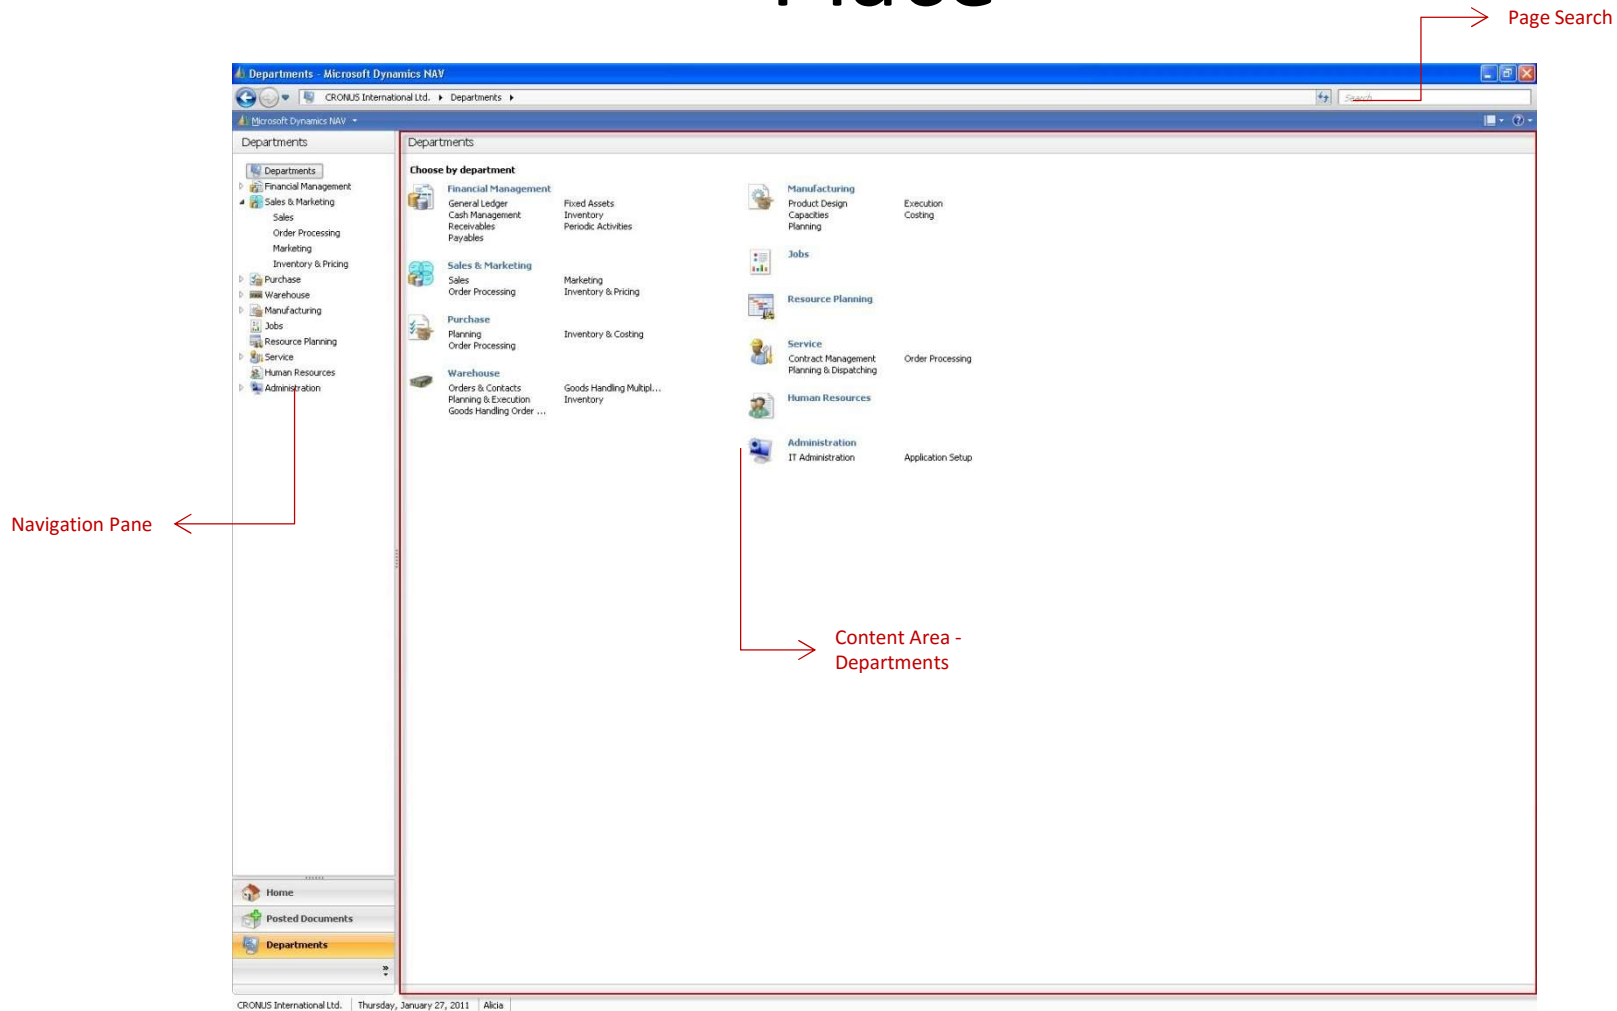 Place
Page Search
Departments - Microsoft Dynamics NAV
CRONUS International Ltd. Departments
Search
Microsoft Dynamics NAV
Departments
Departments
Financial Management
Sales & Marketing
Sales
Order Processing
Marketing
Inventory & Pricing
Purchase
Warehouse
Manufacturing
Jobs
Resource Planning
Service
Human Resources
Administration
Navigation Pane
Home
Posted Documents
Departments
Departments
Choose by department
Financial Management
General Ledger Fixed Assets
Cash Management Inventory
Receivables Periodic Activities
Payables
Sales & Marketing
Sales Marketing
Order Processing Inventory & Pricing
Purchase
Planning Inventory & Costing
Order Processing
Warehouse
Orders & Contacts Goods Handling Multipl...
Planning & Execution Inventory
Goods Handling Order ...
Manufacturing
Product Design Execution
Capacities Costing
Planning
Jobs
Resource Planning
Service
Contract Management Order Processing
Planning & Dispatching
Human Resources
Administration
IT Administration Application Setup
Content Area -
Departments
CRONUS International Ltd. Thursday, January 27, 2011 Alicia